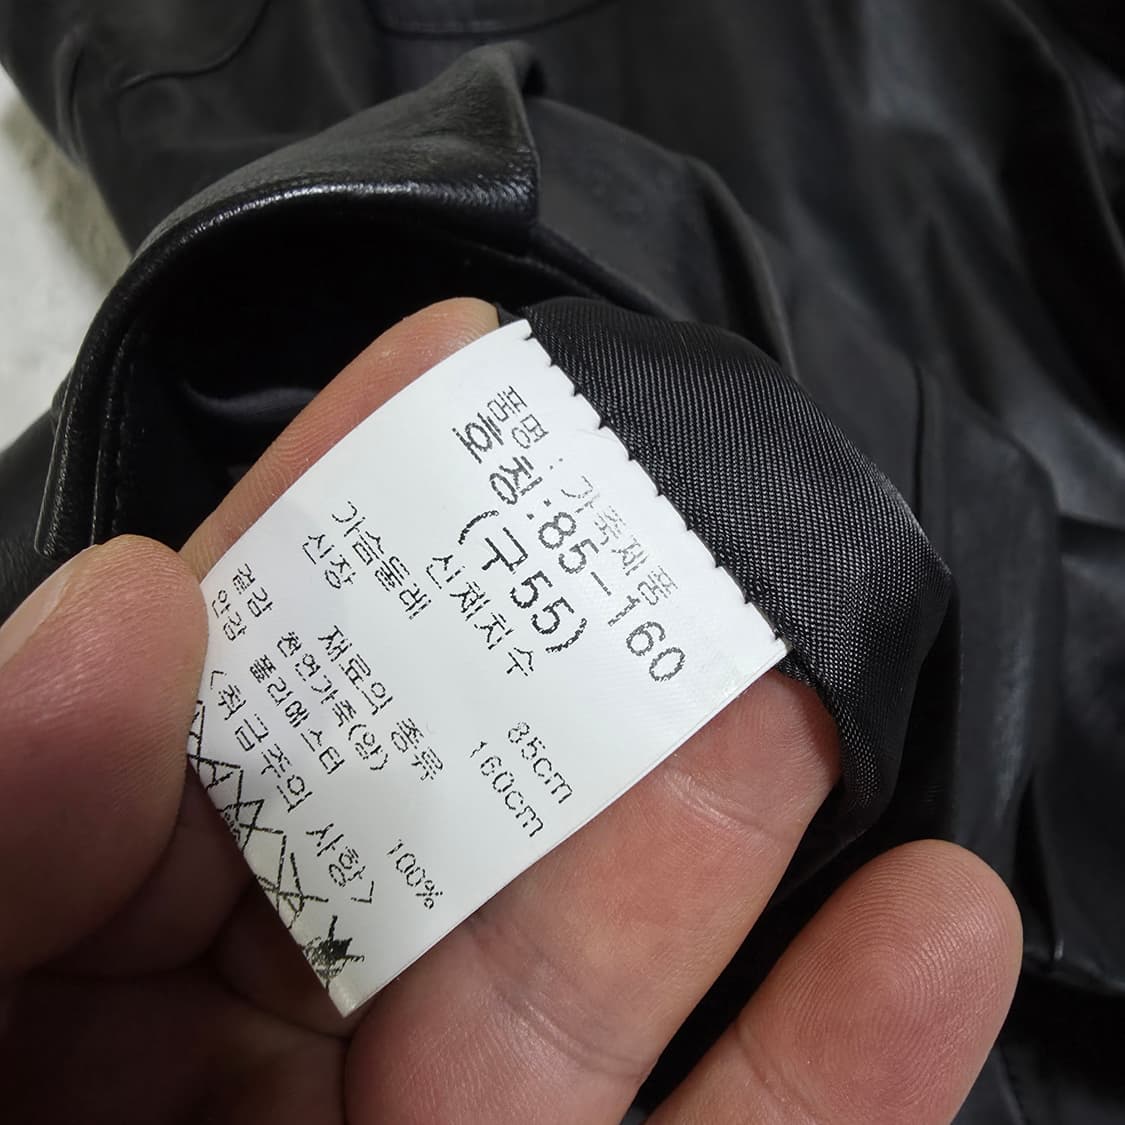 품명 : 가죽제품
호칭 : 85-160
(구55)
신체치수
가슴둘레 85cm
신장 160cm
재료의 종류
겉감 천연가죽(양) 100%
안감 폴리에스터
<취급주의 사항>